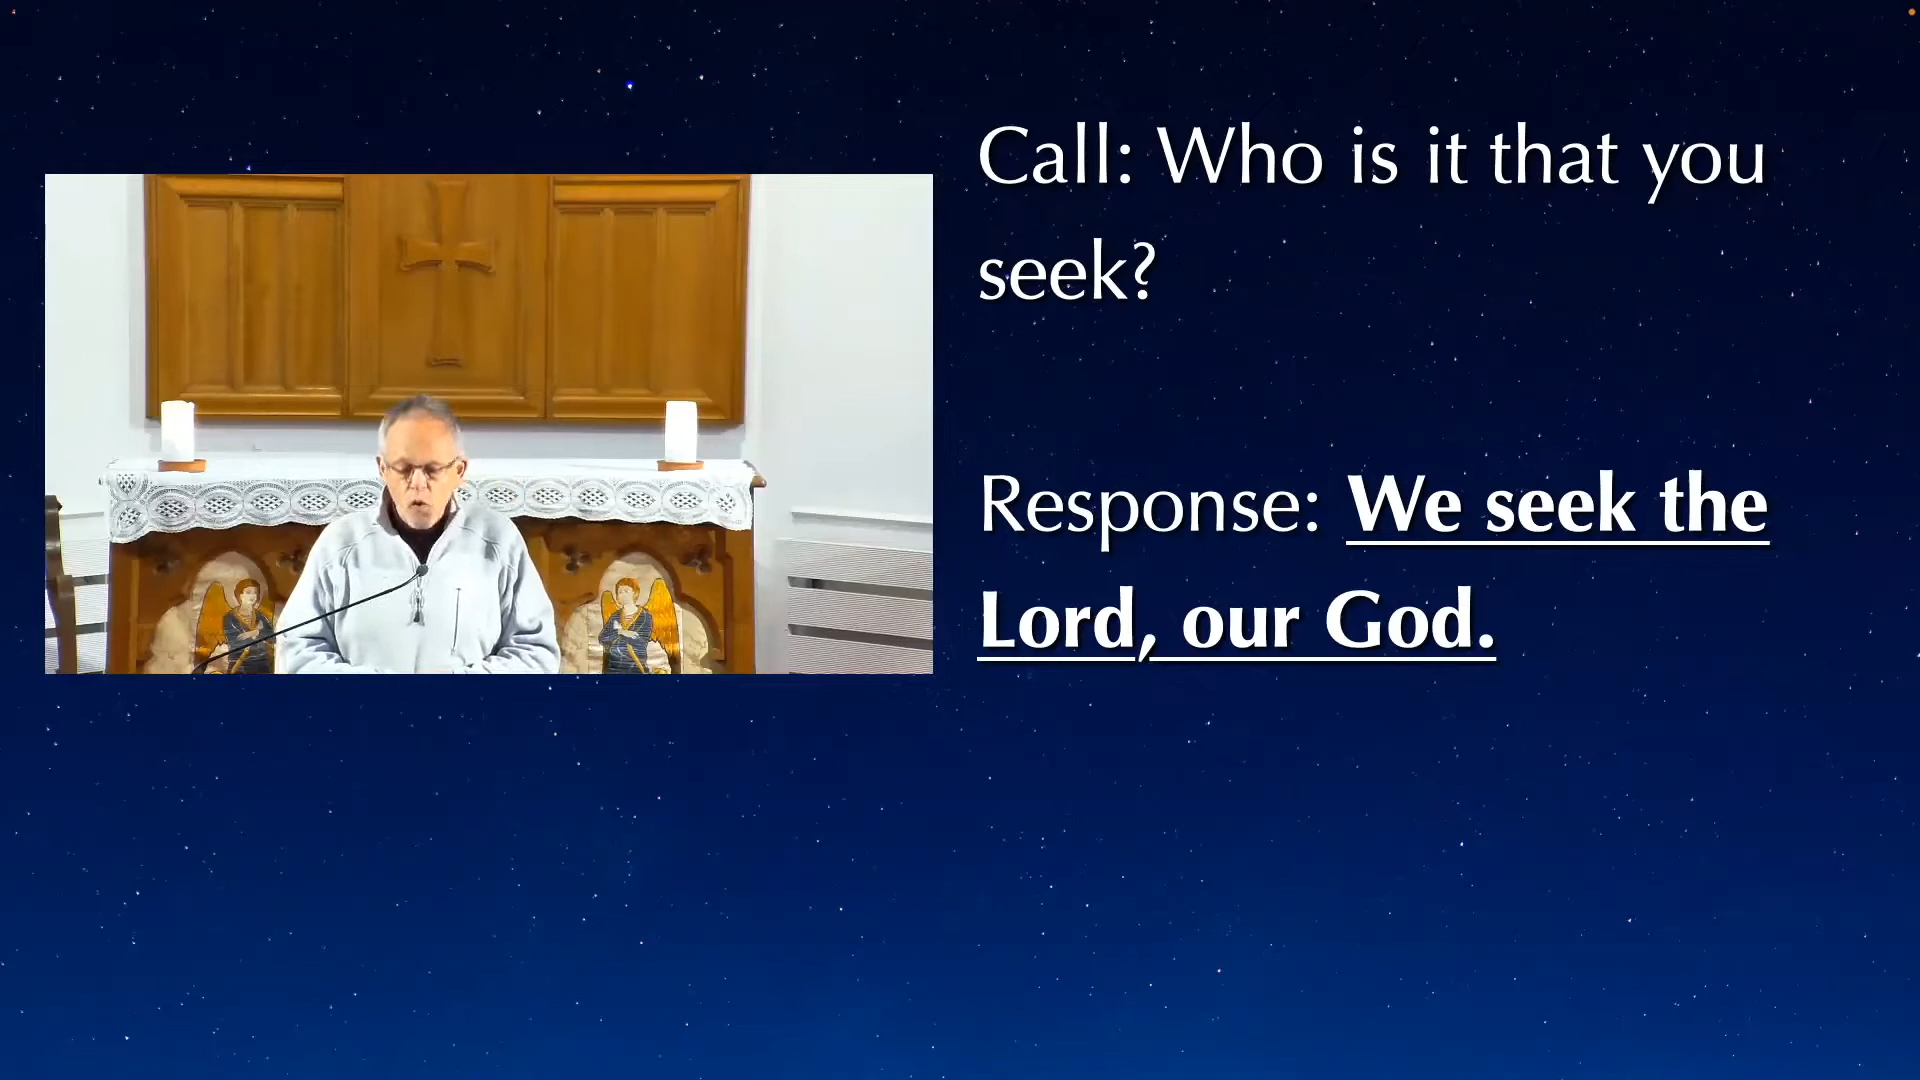 Call: Who is it that you
seek?
Response: We seek the
Lord, our God.